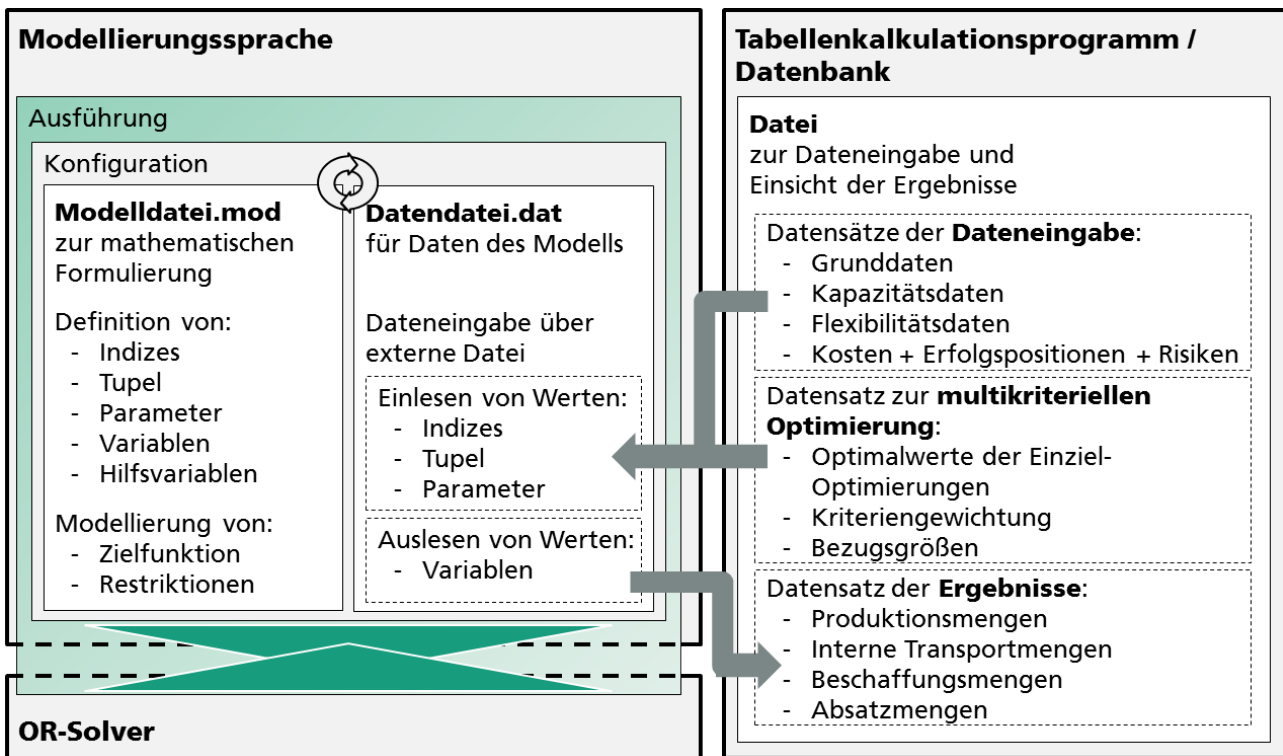 Modellierungssprache
Ausführung
Konfiguration
Modelldatei.mod
zur mathematischen
Formulierung
Definition von:
- Indizes
- Tupel
- Parameter
- Variablen
- Hilfsvariablen
Modellierung von:
- Zielfunktion
- Restriktionen
Datendatei.dat
für Daten des Modells
Dateneingabe über
externe Datei
Einlesen von Werten:
- Indizes
- Tupel
- Parameter
Auslesen von Werten:
- Variablen
OR-Solver
Tabellenkalkulationsprogramm /
Datenbank
Datei
zur Dateneingabe und
Einsicht der Ergebnisse
Datensätze der Dateneingabe:
- Grunddaten
- Kapazitätsdaten
- Flexibilitätsdaten
- Kosten + Erfolgspositionen + Risiken
Datensatz zur multikriteriellen
Optimierung:
- Optimalwerte der Einziel-
Optimierungen
- Kriteriengewichtung
- Bezugsgrößen
Datensatz der Ergebnisse:
- Produktionsmengen
- Interne Transportmengen
- Beschaffungsmengen
- Absatzmengen